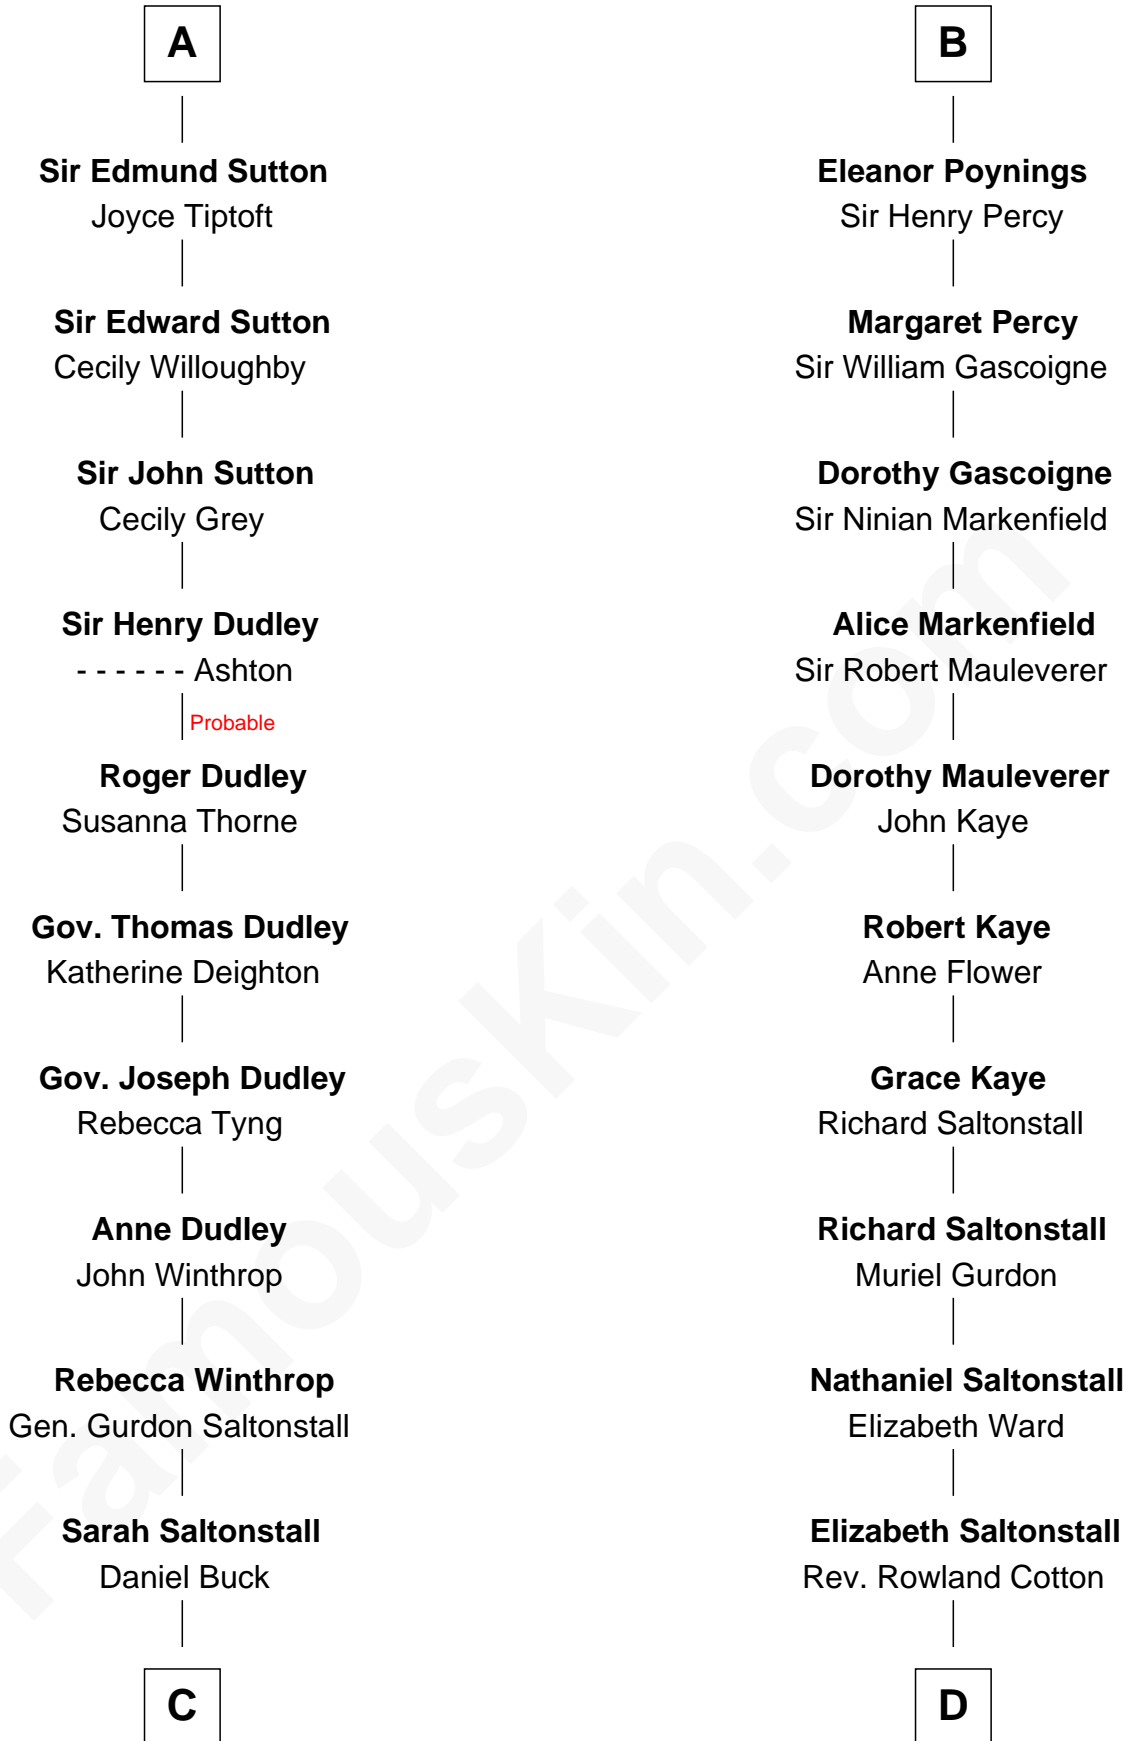 A
Sir Edmund Sutton
Joyce Tiptoft
Sir Edward Sutton
Cecily Willoughby
Sir John Sutton
Cecily Grey
Sir Henry Dudley
- - - - - - Ashton
Probable
Roger Dudley
Susanna Thorne
Gov. Thomas Dudley
Katherine Deighton
Gov. Joseph Dudley
Rebecca Tyng
Anne Dudley
John Winthrop
Rebecca Winthrop
Gen. Gurdon Saltonstall
Sarah Saltonstall
Daniel Buck
C
B
Eleanor Poynings
Sir Henry Percy
Margaret Percy
Sir William Gascoigne
Dorothy Gascoigne
Sir Ninian Markenfield
Alice Markenfield
Sir Robert Mauleverer
Dorothy Mauleverer
John Kaye
Robert Kaye
Anne Flower
Grace Kaye
Richard Saltonstall
Richard Saltonstall
Muriel Gurdon
Nathaniel Saltonstall
Elizabeth Ward
Elizabeth Saltonstall
Rev. Rowland Cotton
D
FamousKin.com